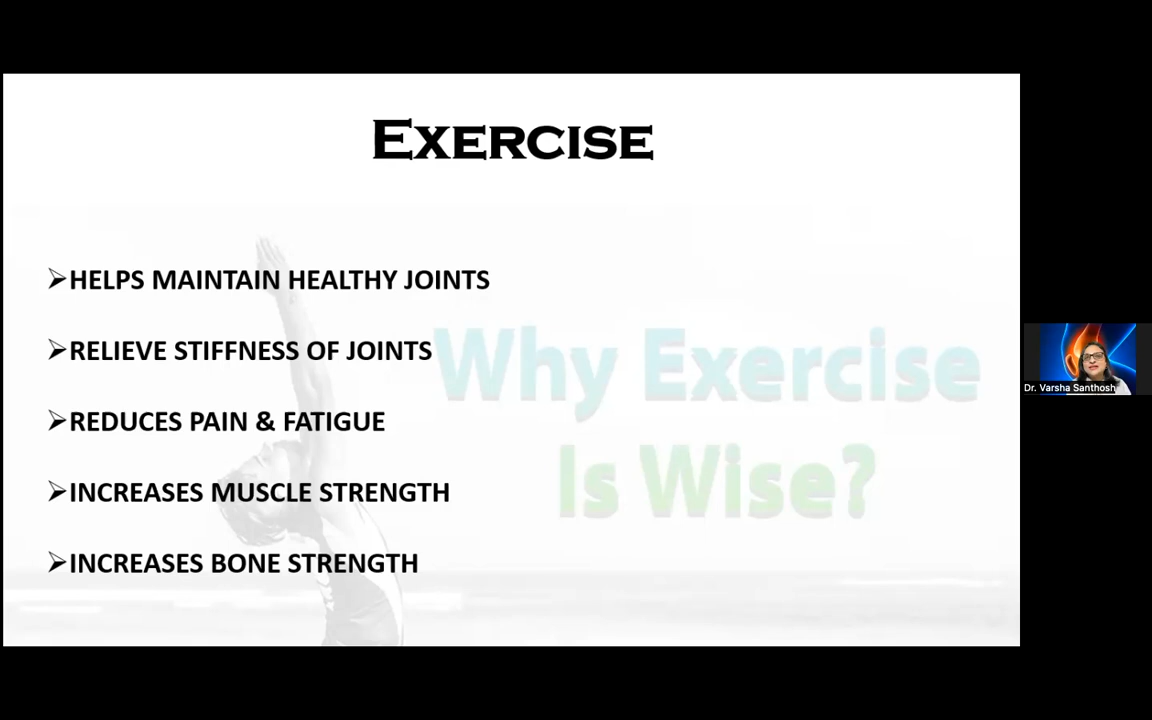 EXERCISE
➢HELPS MAINTAIN HEALTHY JOINTS
➢RELIEVE STIFFNESS OF JOINTS
➢REDUCES PAIN & FATIGUE
➢INCREASES MUSCLE STRENGTH
➢INCREASES BONE STRENGTH
Why Exercise
Is Wise?
Dr. Varsha Santhosh